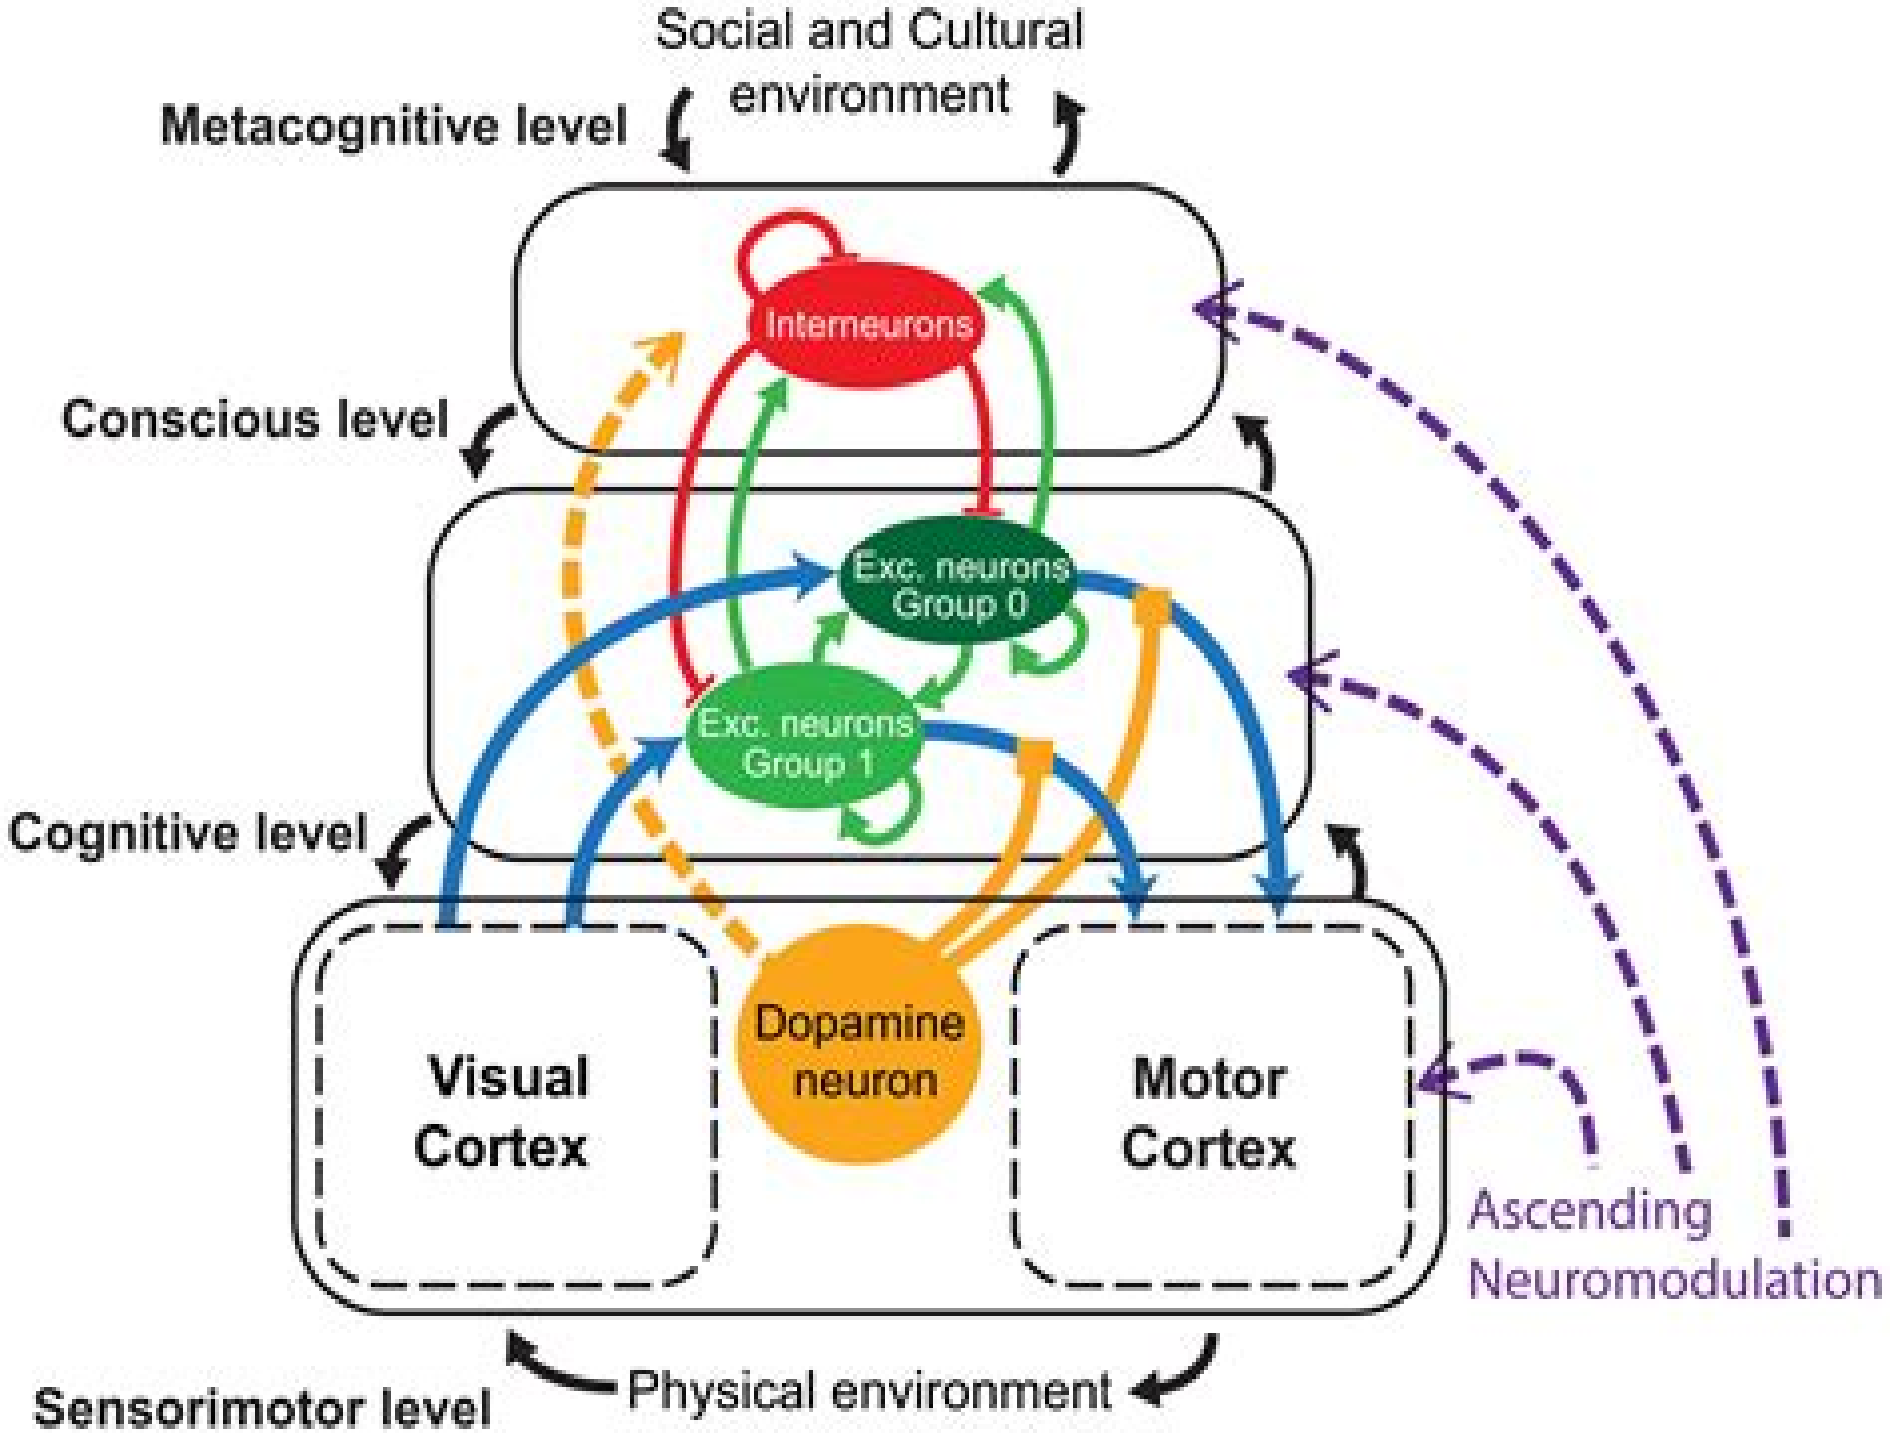 Social and Cultural
environment
Metacognitive level
Interneurons
Conscious level
Exc. neurons
Group 0
Exc. neurons
Group 1
Cognitive level
Dopamine
neuron
Visual
Cortex
Motor
Cortex
Ascending
Neuromodulation
Physical environment
Sensorimotor level